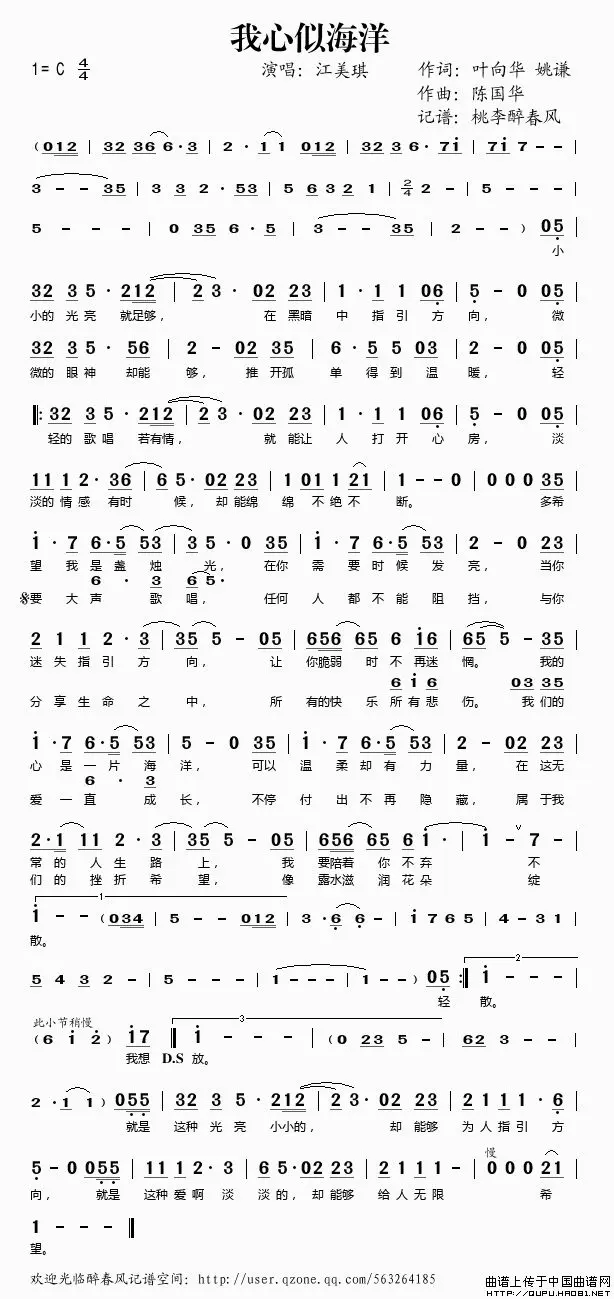 我心似海洋
1= C 4/4 演唱：江美琪 作词：叶向华 姚谦
作曲：陈国华
记谱：桃李醉春风
( 012 | 32 36 6·3 | 2 · 1 1 012 | 32 3 6 · 7i | 7i 7 - -
3 - - 35 | 3 3 2 · 53 | 5 6 3 2 1 | 2/4 2 - | 5 - - -
5 - - - | 0 35 6 · 5 | 3 - - 35 | 2 - - ) 05 |
小
32 3 5 · 212 | 2 3 · 02 23 | 1 · 1 1 06 | 5 - 0 05 |
小的 光 亮 就足够， 在 黑暗 中 指 引 方 向， 微
32 3 5 · 56 | 2 - 02 35 | 6 · 5 5 03 | 2 - 0 05
微的 眼 神 却能 够， 推 开孤 单 得 到 温 暖， 轻
‖: 32 3 5 · 212 | 2 3 · 02 23 | 1 · 1 1 06 | 5 - 0 05 |
轻的 歌 唱 若有情， 就 能让 人 打 开 心 房， 淡
11 1 2 · 36 | 6 5 · 02 23 | 1 01 1 21 | 1 - - 0 | 0 0 0 35 |
淡的 情 感 有时 候， 却 能绵 绵 不 绝 不 断。 多希
i · 7 6·5 53 | 3 5 · 0 35 | i · 7 6·5 53 | 2 - 0 23 |
望 我 是 盏 烛 光， 在你 需 要 时 候 发 亮， 当你
6 · 3 6 5·
要 大 声 歌 唱， 任何 人 都 不 能 阻 挡， 与你
2 1 1 2 · 3 | 35 5 - 05 | 656 65 6 i6 | 65 5 - 35 |
迷 失 指 引 方 向， 让 你脆弱 时 不 再迷 惘。 我的
6 i 6 03 35
分 享 生 命 之 中， 所 有的快 乐 所 有 悲 伤。 我 们的
i · 7 6·5 53 | 5 - 0 35 | i · 7 6·5 53 | 2 - 02 23 |
心 是 一 片 海 洋， 可以 温 柔 却 有 力 量， 在 这无
6 · 3
爱 一 直 成 长， 不停 付 出 不 再 隐 藏， 属 于我
2·1 11 2 · 3 | 35 5 - 05 | 656 65 6 i · | i - 7 -
常 的 人 生 路 上， 我 要陪着 你 不 弃 不
们 的 挫 折 希 望， 像 露水滋 润 花 朵 绽
1
i - - ( 034 | 5 - - 012 | 3 · 6 6 · | i 7 6 5 | 4 - 3 1 |
散。
2
5 4 3 2 - | 5 - - - | 1 - - - | 1 - - ) 05 :‖ i - - |
轻 散。
此小节稍慢 3
( 6 i 2 ) i7 ‖ i - - - | ( 0 23 5 - | 62 3 - - |
我想 D.S 放。
2 · 1 1 ) 055 | 32 3 5 · 212 | 2 3 · 02 23 | 2 1 1 1 · 6 |
就是 这种 光 亮 小小的， 却 能够 为 人 指 引 方
慢
5 - 0 055 | 11 1 2 · 3 | 6 5 · 02 23 | 2 1 1 1 - | 0 0 0 21 |
向， 就是 这种 爱 啊 淡 淡 的， 却 能够 给 人 无 限 希
1 - - - ‖
望。
欢迎光临醉春风记谱空间：http://user.qzone.qq.com/563264185
曲谱上传于中国曲谱网
HTTP://QUPU.HAO81.NET